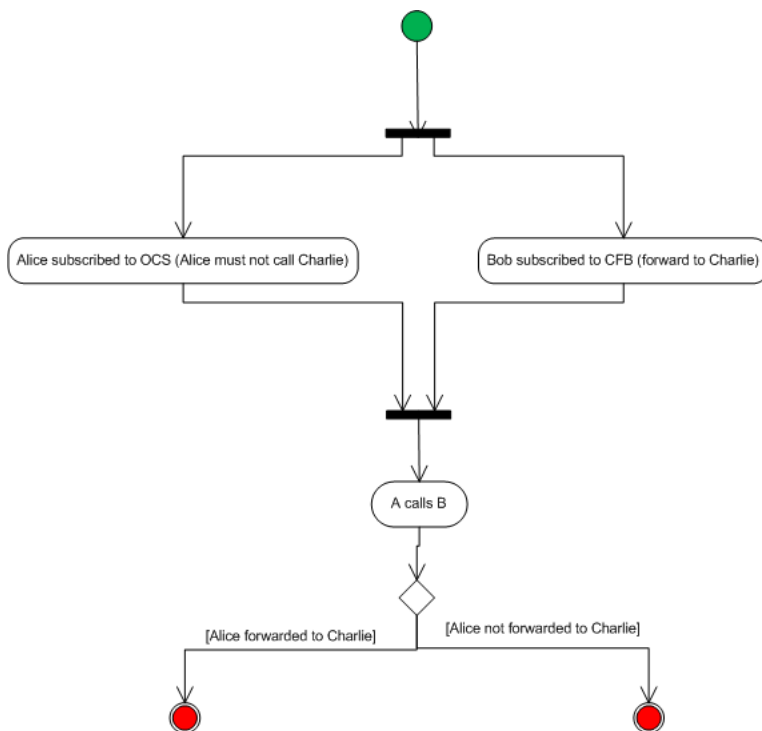 Alice subscribed to OCS (Alice must not call Charlie)
Bob subscribed to CFB (forward to Charlie)
A calls B
[Alice forwarded to Charlie]
[Alice not forwarded to Charlie]